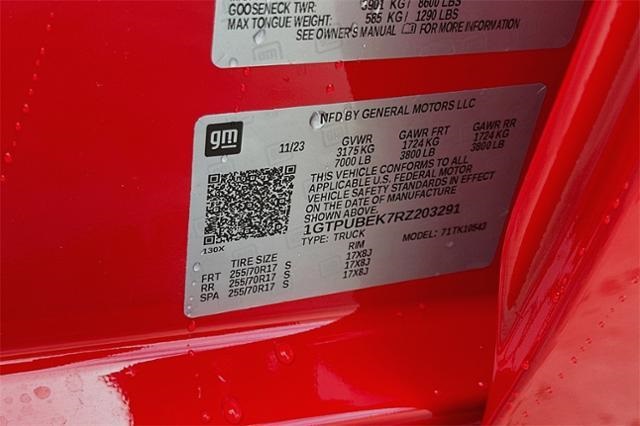 GOOSENECK TWR: 3901 KG / 8600 LBS
MAX TONGUE WEIGHT: 585 KG / 1290 LBS
SEE OWNER'S MANUAL FOR MORE INFORMATION
gm
MFD BY GENERAL MOTORS LLC
11/23 GVWR GAWR FRT GAWR RR
3175 KG 1724 KG 1724 KG
7000 LB 3800 LB 3800 LB
THIS VEHICLE CONFORMS TO ALL
APPLICABLE U.S. FEDERAL MOTOR
VEHICLE SAFETY STANDARDS IN EFFECT
ON THE DATE OF MANUFACTURE
SHOWN ABOVE.
1GTPUBEK7RZ203291
TYPE: TRUCK MODEL: 71TK10543
130X
TIRE SIZE RIM
FRT 255/70R17 S 17X8J
RR 255/70R17 S 17X8J
SPA 255/70R17 S 17X8J